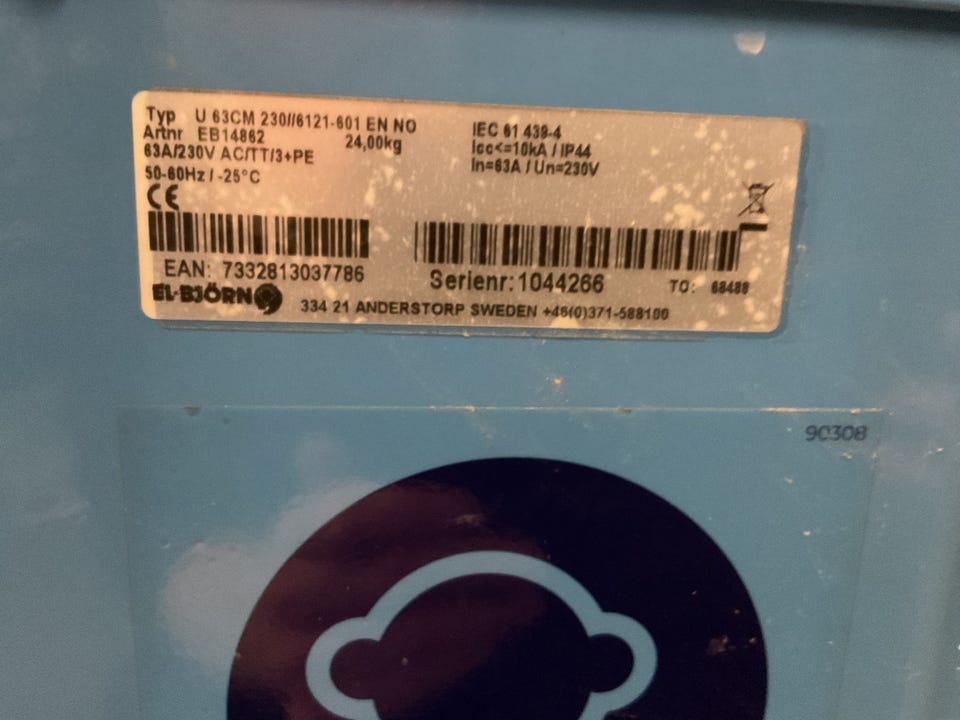 Typ U 63CM 230//6121-601 EN NO
Artnr EB14862 24,00kg
63A/230V AC/TT/3+PE
50-60Hz / -25°C
IEC 61 439-4
Icc<=10kA / IP44
In=63A / Un=230V
CE
EAN: 7332813037786
Serienr: 1044266
TO: 68488
EL-BJÖRN
334 21 ANDERSTORP SWEDEN +46(0)371-588100
90308